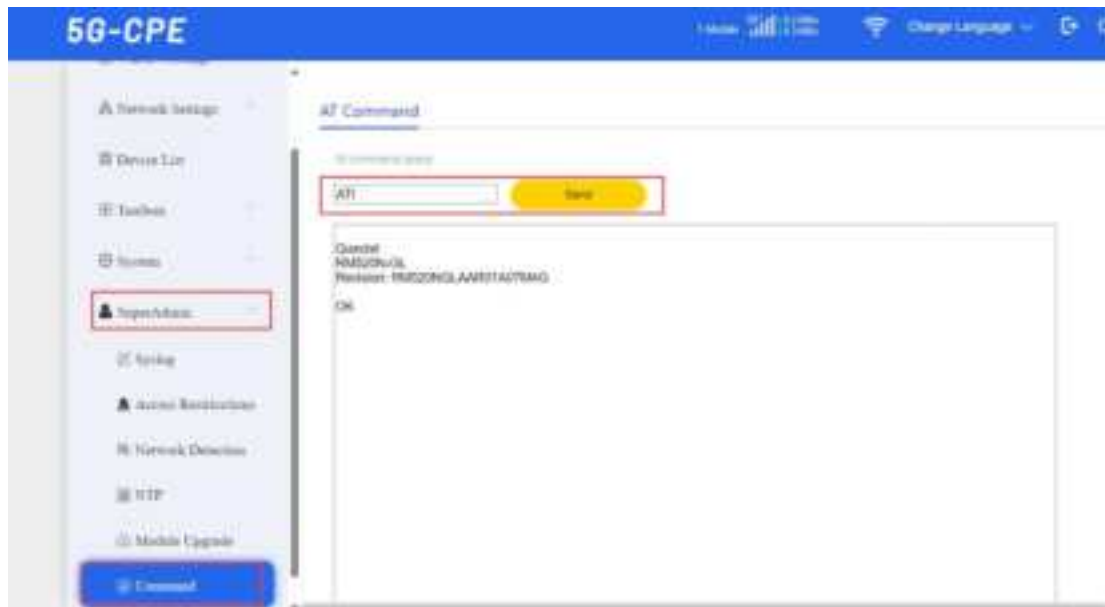 5G-CPE
Change Language
Network Settings
Device List
Toolbox
System
SuperAdmin
Syslog
Access Restrictions
Network Detection
NTP
Module Upgrade
Command
AT Command
ATI
Send
Quectel
OK